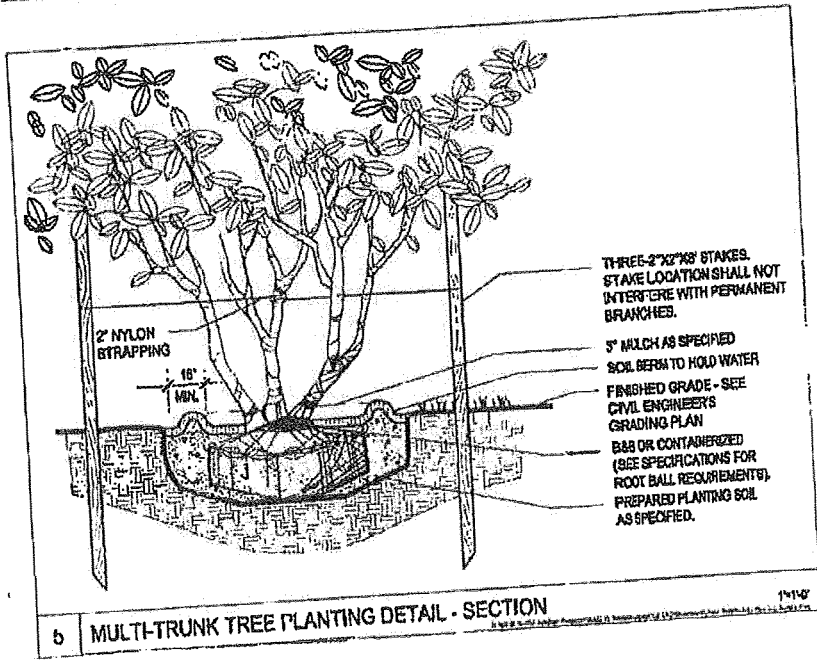 2" NYLON
STRAPPING
18"
MIN.
THREE-2"X2"X8' STAKES.
STAKE LOCATION SHALL NOT
INTERFERE WITH PERMANENT
BRANCHES.
3" MULCH AS SPECIFIED
SOIL BERM TO HOLD WATER
FINISHED GRADE - SEE
CIVIL ENGINEER'S
GRADING PLAN
B&B OR CONTAINERIZED
(SEE SPECIFICATIONS FOR
ROOT BALL REQUIREMENTS).
PREPARED PLANTING SOIL
AS SPECIFIED.
5 MULTI-TRUNK TREE PLANTING DETAIL - SECTION
1"=1'-0"